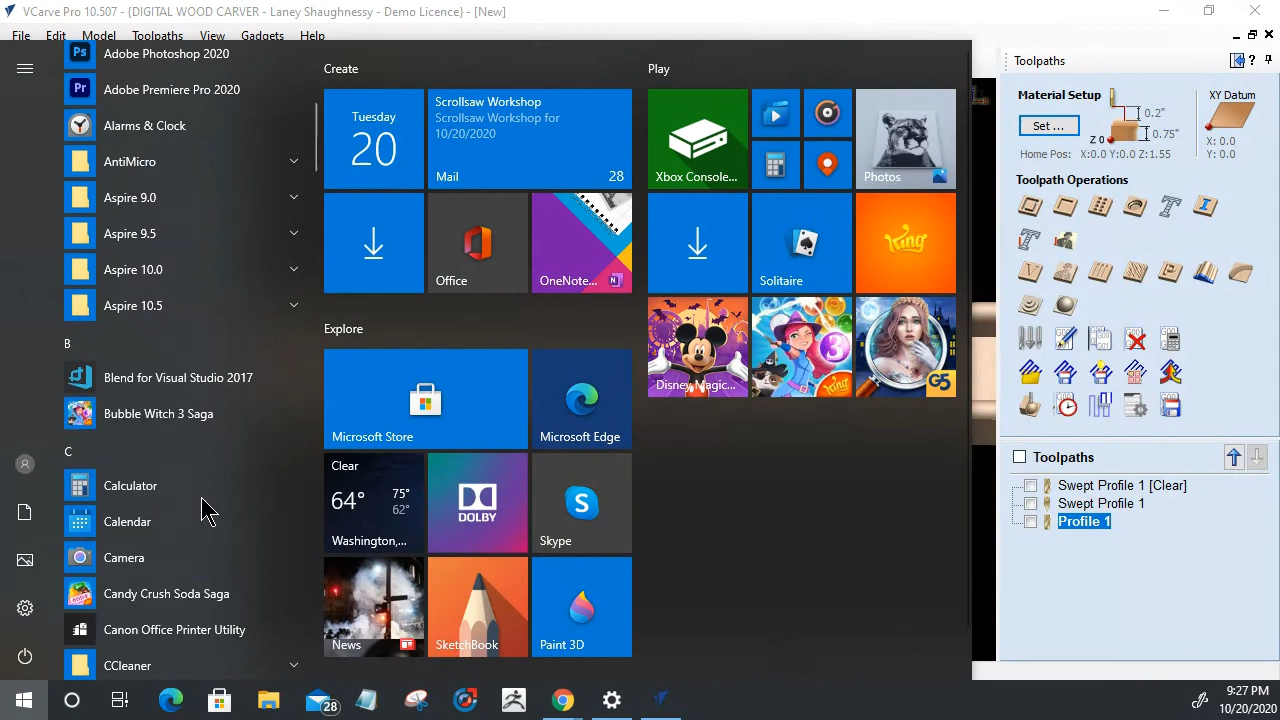 VCarve Pro 10.507 - {DIGITAL WOOD CARVER - Laney Shaughnessy - Demo Licence} - [New]
File Edit Model Toolpaths View Gadgets Help
Ps Adobe Photoshop 2020
Pr Adobe Premiere Pro 2020
Alarms & Clock
AntiMicro
Aspire 9.0
Aspire 9.5
Aspire 10.0
Aspire 10.5
B
Blend for Visual Studio 2017
Bubble Witch 3 Saga
C
Calculator
Calendar
Camera
Candy Crush Soda Saga
Canon Office Printer Utility
CCleaner
Create
Tuesday
20
Scrollsaw Workshop
Scrollsaw Workshop for
10/20/2020
Mail 28
Office
OneNote...
Explore
Microsoft Store
Microsoft Edge
Clear
64° 75°
62°
Washington,...
DOLBY
Skype
News
SketchBook
Paint 3D
Play
Xbox Console...
Photos
Solitaire
King
Disney Magic...
3
King
G5
Toolpaths
Material Setup
Set ...
0.2"
Z 0
0.75"
Home Pos: X:0.0 Y:0.0 Z:1.55
XY Datum
X: 0.0
Y: 0.0
Toolpath Operations
Toolpaths
Swept Profile 1 [Clear]
Swept Profile 1
Profile 1
28
9:27 PM
10/20/2020